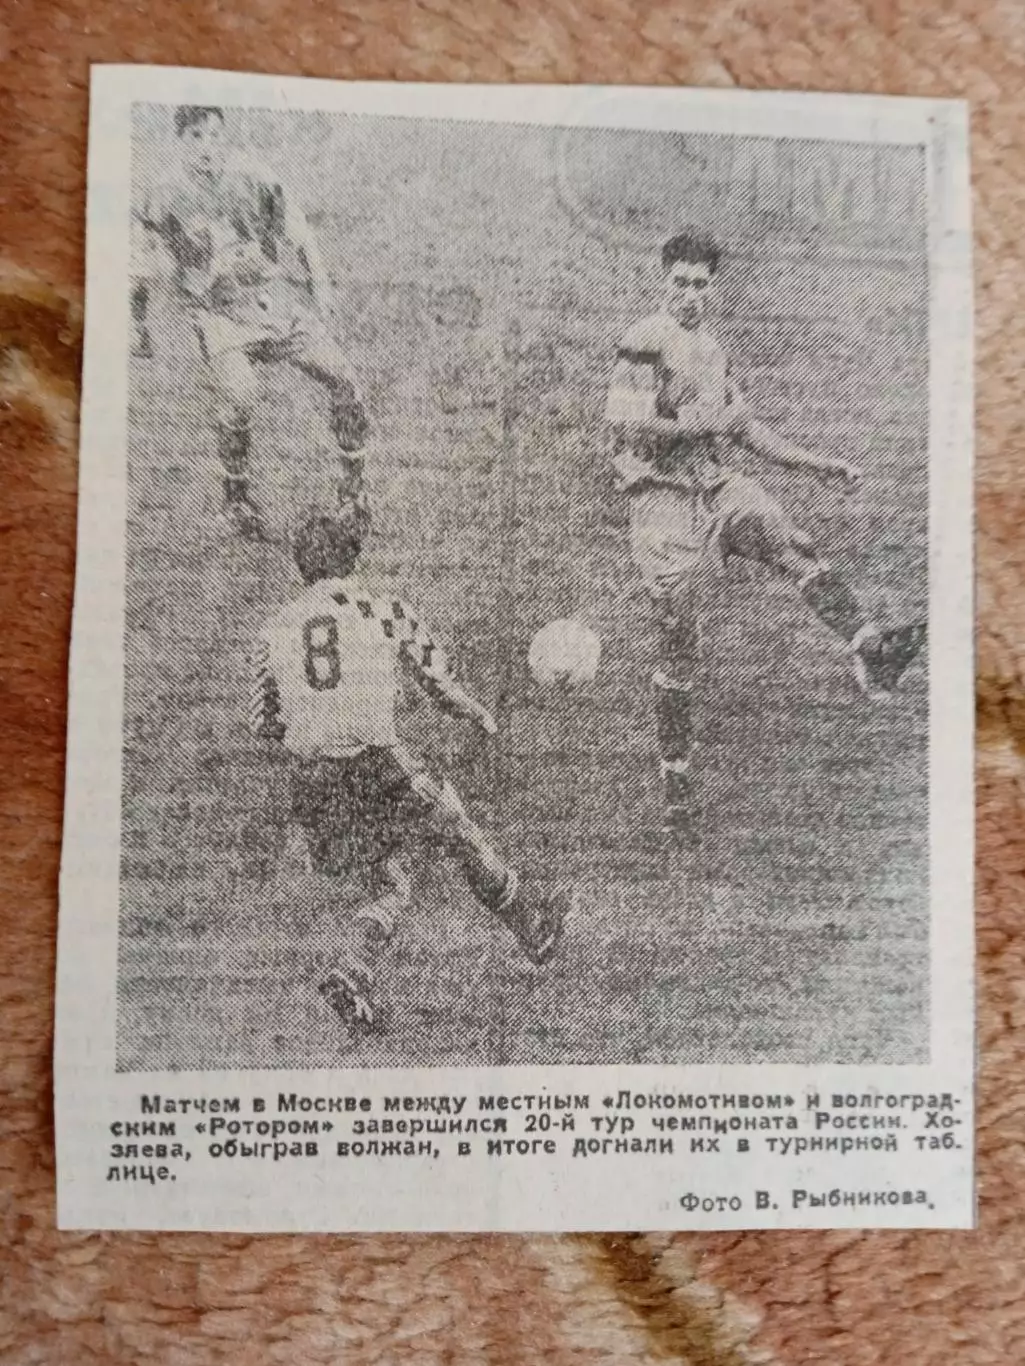 8
Матчем в Москве между местным «Локомотивом» и волгоград-
ским «Ротором» завершился 20-й тур чемпионата России. Хо-
зяева, обыграв волжан, в итоге догнали их в турнирной таб.
лице.
Фото В. Рыбникова.